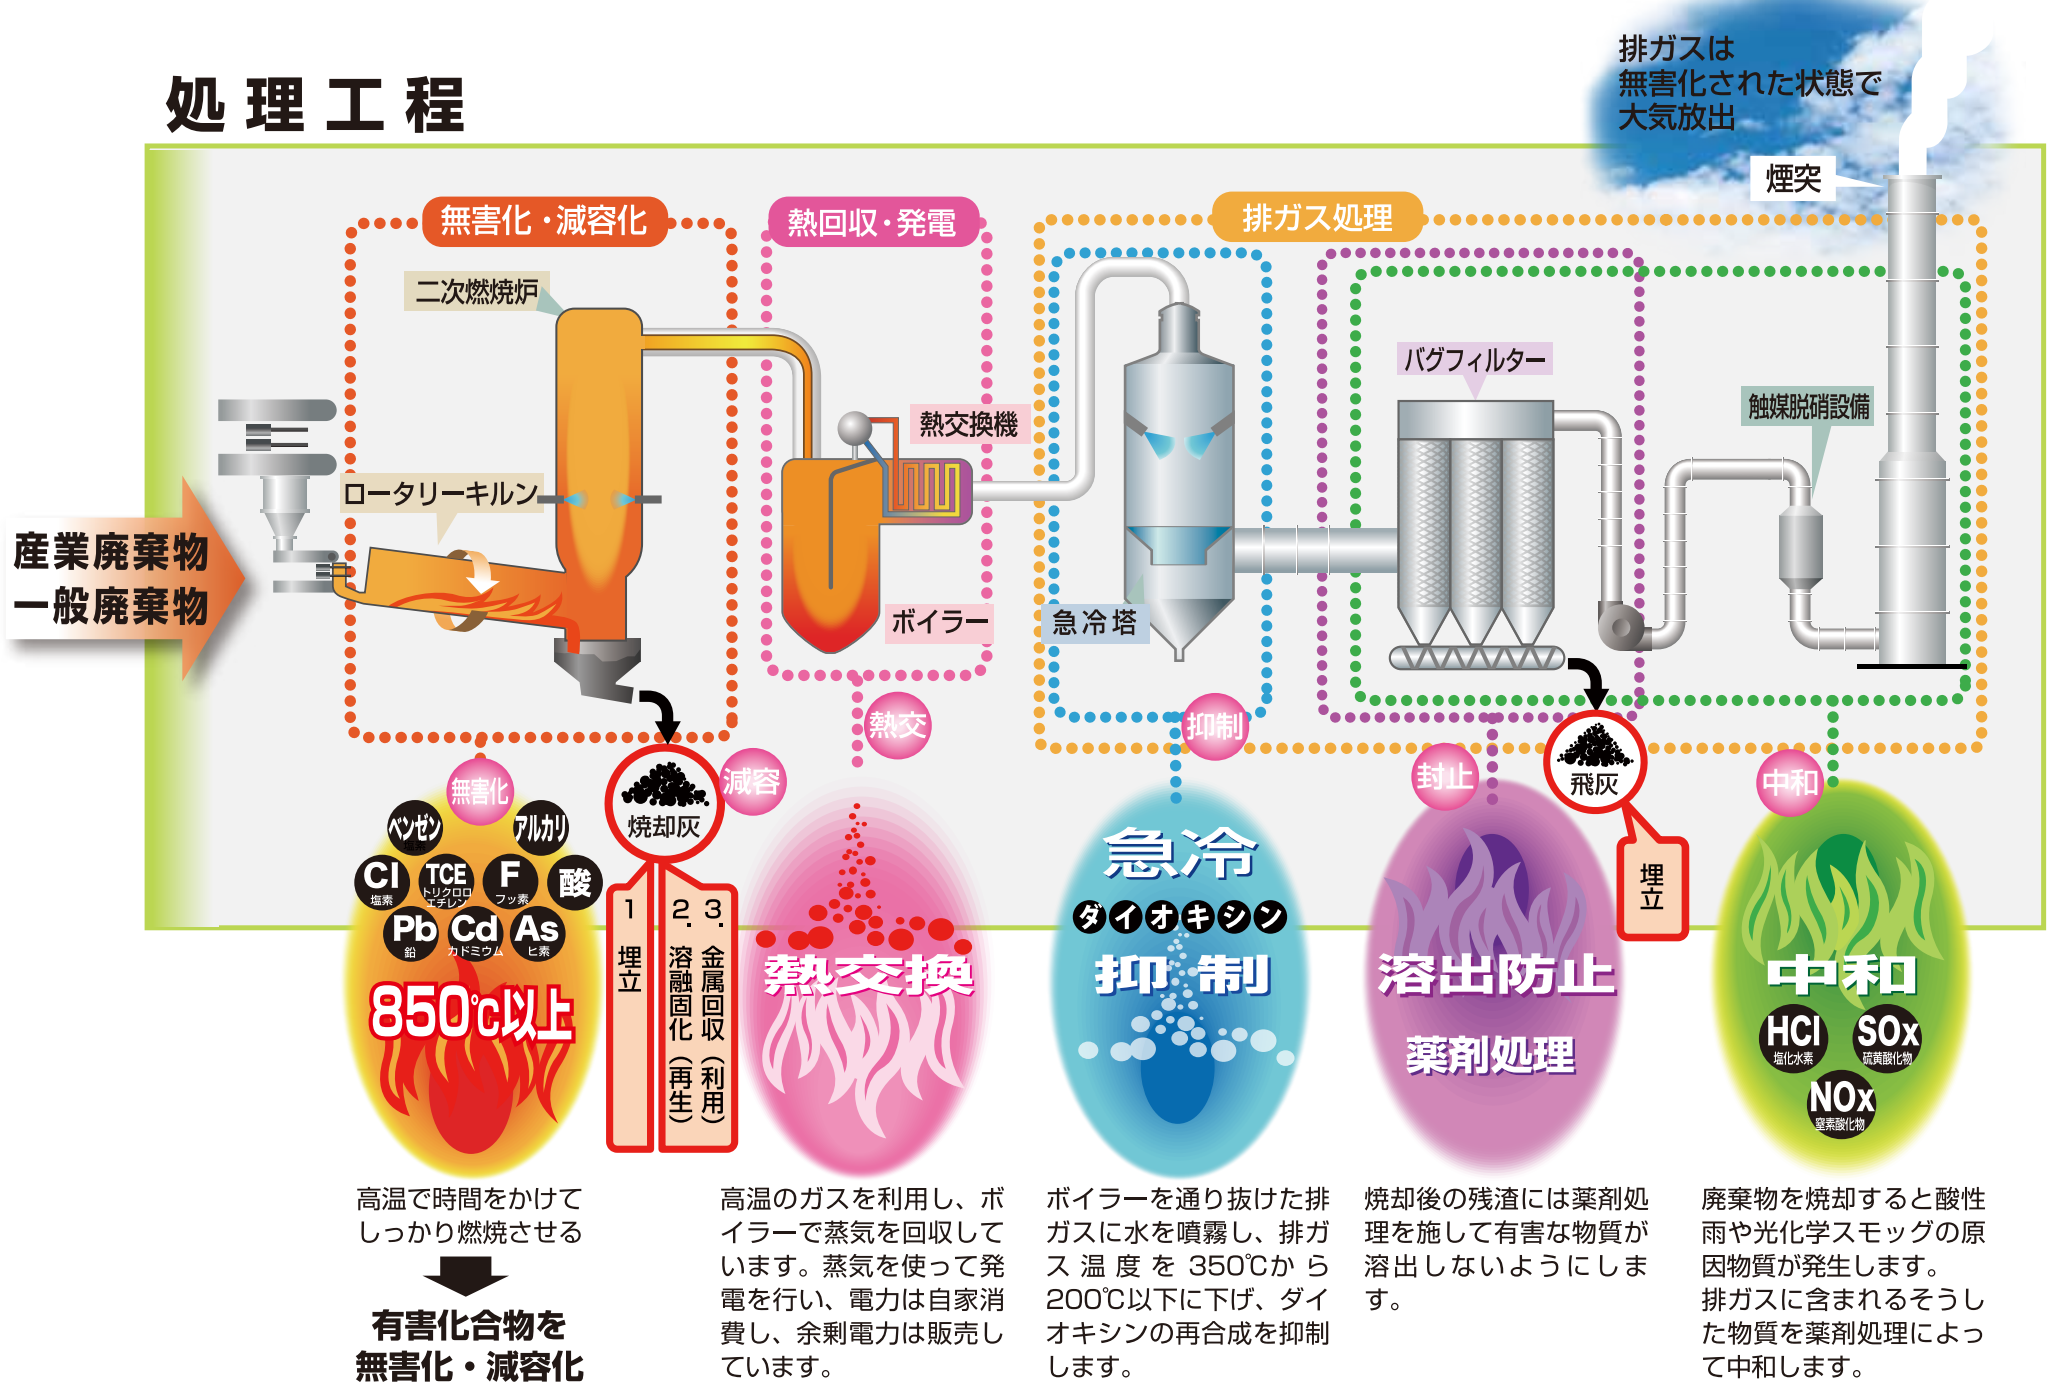 処理工程
排ガスは
無害化された状態で
大気放出
煙突
無害化・減容化
熱回収・発電
排ガス処理
二次燃焼炉
ロータリーキルン
産業廃棄物
一般廃棄物
熱交換機
ボイラー
急冷塔
バグフィルター
触媒脱硝設備
無害化
減容
熱交
抑制
封止
中和
焼却灰
飛灰
1 埋立
2. 溶融固化(再生)
3. 金属回収(利用)
埋立
ベンゼン
アルカリ
Cl
塩素
TCE
トリクロロ
エチレン
F
フッ素
酸
Pb
鉛
Cd
カドミウム
As
ヒ素
850℃以上
熱交換
急冷
ダイオキシン
抑制
溶出防止
薬剤処理
中和
HCl
塩化水素
SOx
硫黄酸化物
NOx
窒素酸化物
高温で時間をかけて
しっかり燃焼させる
有害化合物を
無害化・減容化
高温のガスを利用し、ボ
イラーで蒸気を回収して
います。蒸気を使って発
電を行い、電力は自家消
費し、余剰電力は販売し
ています。
ボイラーを通り抜けた排
ガスに水を噴霧し、排ガ
ス温度を350℃から
200℃以下に下げ、ダイ
オキシンの再合成を抑制
します。
焼却後の残渣には薬剤処
理を施して有害な物質が
溶出しないようにしま
す。
廃棄物を焼却すると酸性
雨や光化学スモッグの原
因物質が発生します。
排ガスに含まれるそうし
た物質を薬剤処理によっ
て中和します。